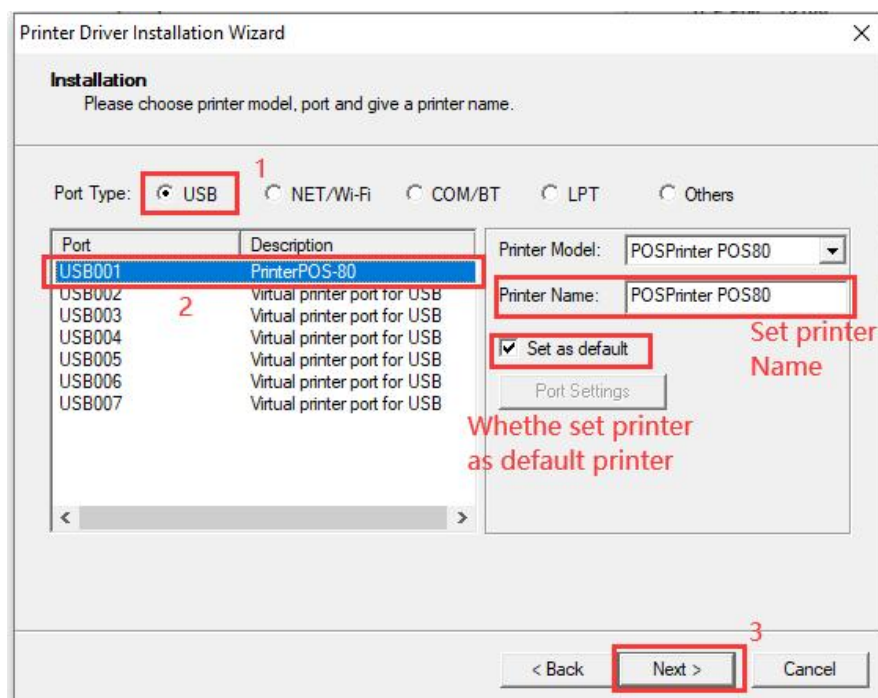 Printer Driver Installation Wizard
Installation
Please choose printer model, port and give a printer name.
1
Port Type: USB NET/Wi-Fi COM/BT LPT Others
Port Description
USB001 PrinterPOS-80
USB002 Virtual printer port for USB
USB003 Virtual printer port for USB
USB004 Virtual printer port for USB
USB005 Virtual printer port for USB
USB006 Virtual printer port for USB
USB007 Virtual printer port for USB
2
Printer Model: POSPrinter POS80
Printer Name: POSPrinter POS80
Set printer
Name
Set as default
Port Settings
Whethe set printer
as default printer
3
< Back Next > Cancel